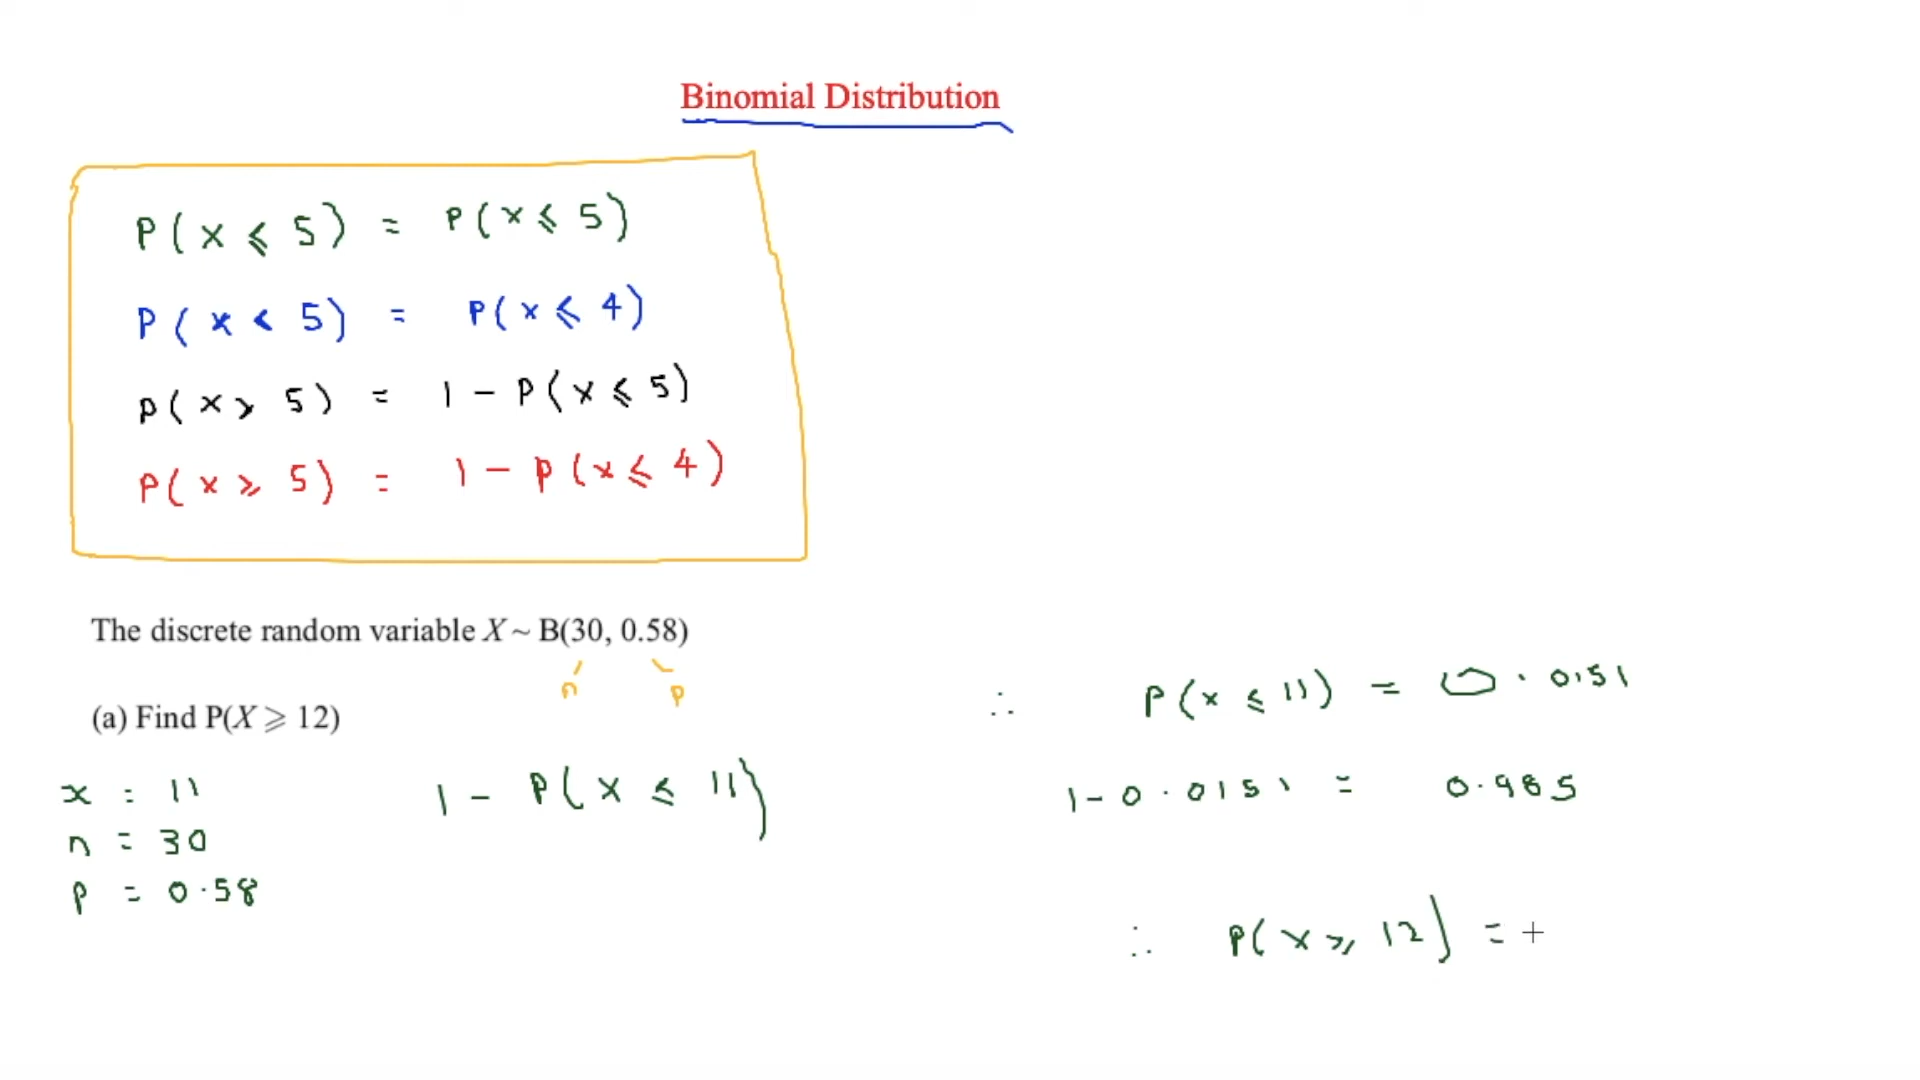 Binomial Distribution
P(x ⩽ 5) = P(x ⩽ 5)
P(x < 5) = P(x ⩽ 4)
P(x > 5) = 1 - P(x ⩽ 5)
P(x ⩾ 5) = 1 - P(x ⩽ 4)
The discrete random variable X ~ B(30, 0.58)
n p
(a) Find P(X ⩾ 12)
x = 11
n = 30
p = 0.58
1 - P(x ⩽ 11)
∴ P(x ⩽ 11) = 0.0151
1-0.0151 = 0.985
∴ P(x ⩾ 12) =